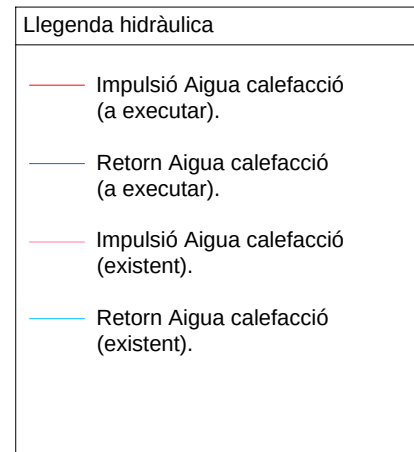 Llegenda hidràulica
Impulsió Aigua calefacció
(a executar).
Retorn Aigua calefacció
(a executar).
Impulsió Aigua calefacció
(existent).
Retorn Aigua calefacció
(existent).